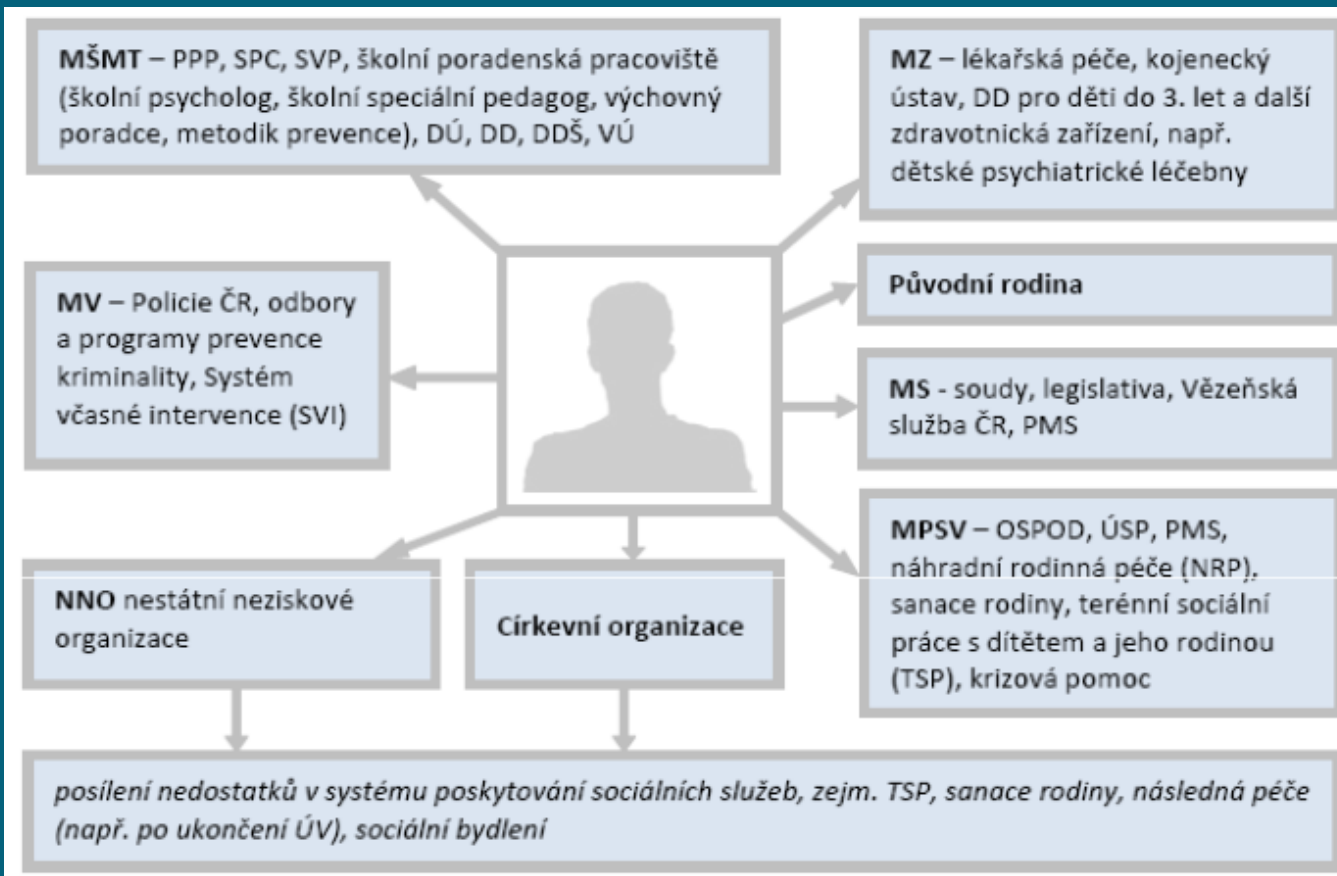 MŠMT – PPP, SPC, SVP, školní poradenská pracoviště
(školní psycholog, školní speciální pedagog, výchovný
poradce, metodik prevence), DÚ, DD, DDŠ, VÚ
MZ – lékařská péče, kojenecký
ústav, DD pro děti do 3. let a další
zdravotnická zařízení, např.
dětské psychiatrické léčebny
MV – Policie ČR, odbory
a programy prevence
kriminality, Systém
včasné intervence (SVI)
Původní rodina
MS - soudy, legislativa, Vězeňská
služba ČR, PMS
MPSV – OSPOD, ÚSP, PMS,
náhradní rodinná péče (NRP),
sanace rodiny, terénní sociální
práce s dítětem a jeho rodinou
(TSP), krizová pomoc
NNO nestátní neziskové
organizace
Církevní organizace
posílení nedostatků v systému poskytování sociálních služeb, zejm. TSP, sanace rodiny, následná péče
(např. po ukončení ÚV), sociální bydlení